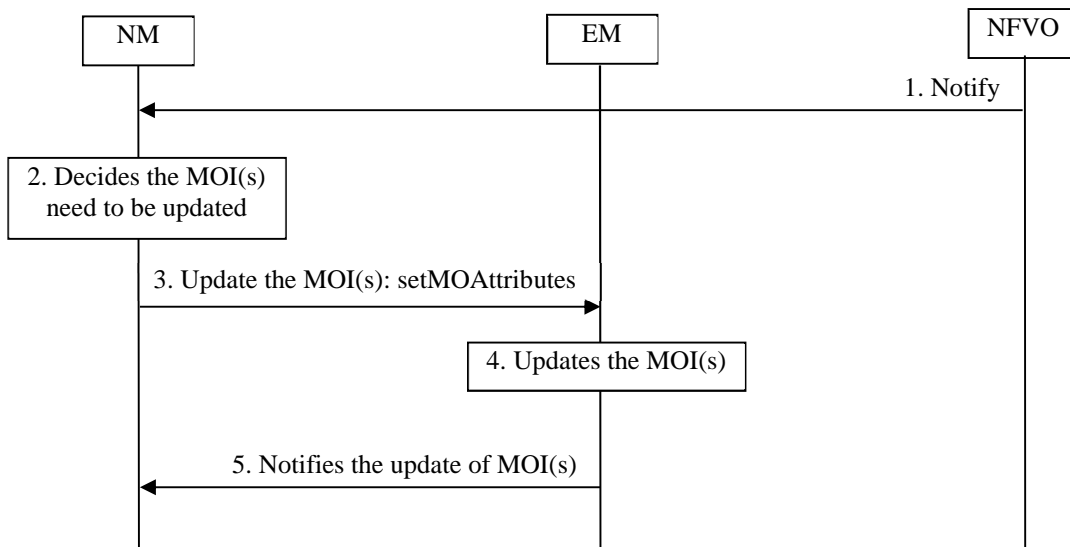 NM
EM
NFVO
1. Notify
2. Decides the MOI(s)
need to be updated
3. Update the MOI(s): setMOAttributes
4. Updates the MOI(s)
5. Notifies the update of MOI(s)